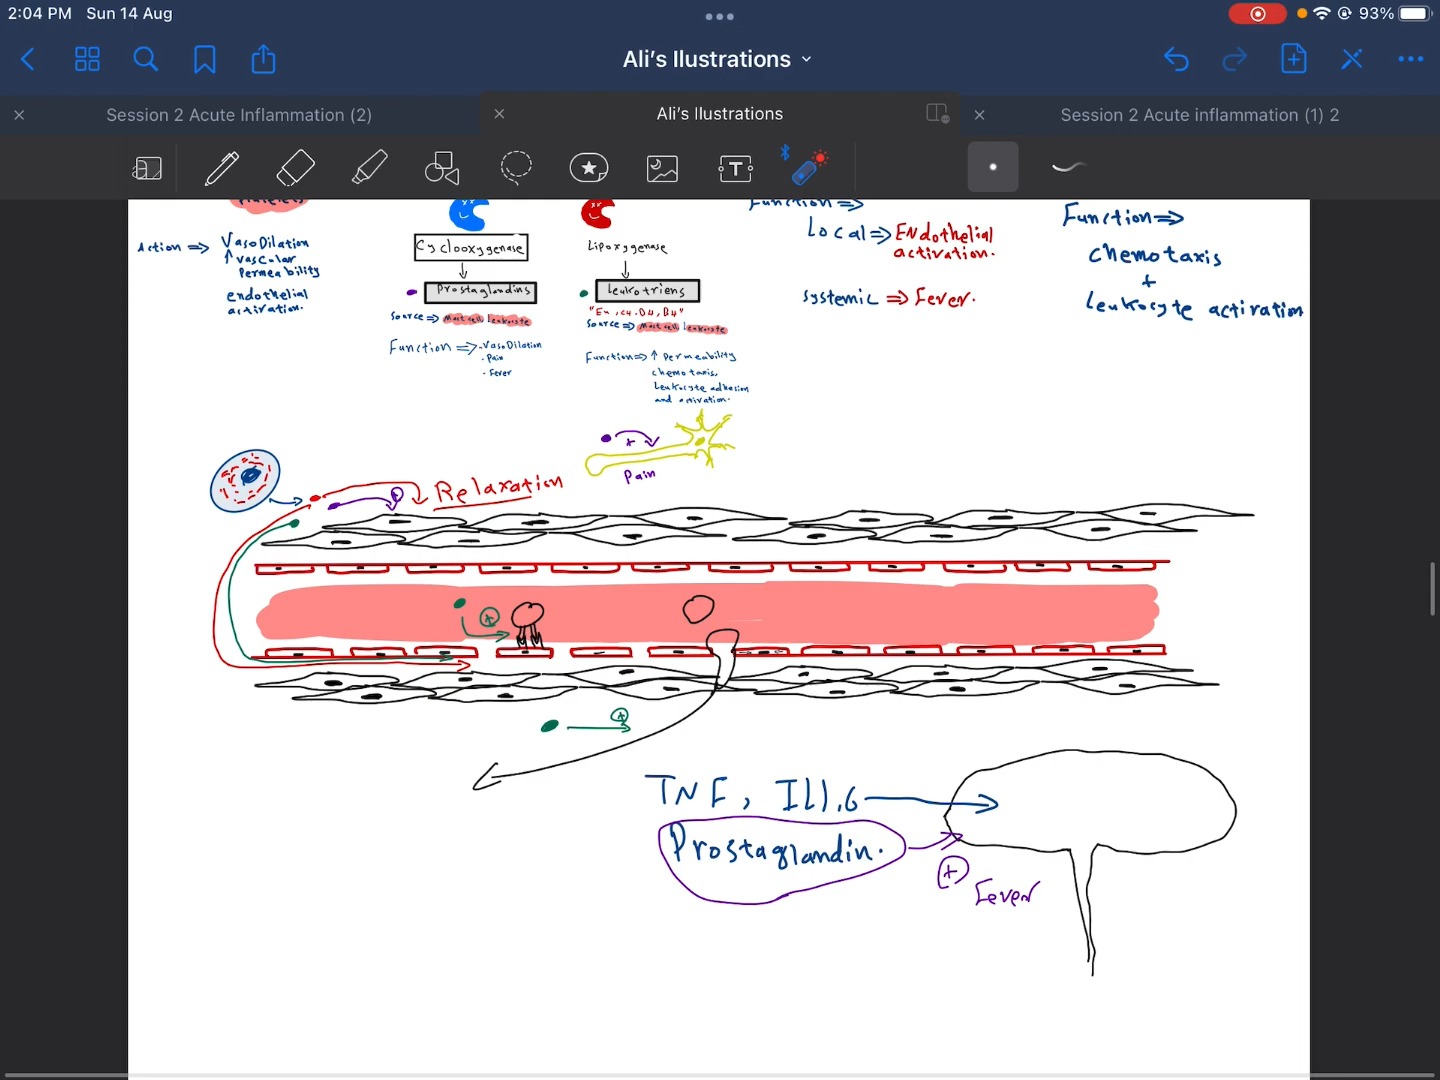 2:04 PM Sun 14 Aug
93%
Ali's Ilustrations
Session 2 Acute Inflammation (2)
Ali's Ilustrations
Session 2 Acute inflammation (1) 2
T
Platelets
Action ⇒ VasoDilation
↑ vascular
Permeability
endothelial
activation.
Cyclooxygenase
Prostaglandins
Source ⇒ Mast cell Leukocyte
Function ⇒ - VasoDilation
- Pain
- Fever
Lipoxygenase
Leukotriens
Source ⇒ Mast cell Leukocyte
Function ⇒ ↑ Permeability
chemotaxis,
Leukocyte adhesion
and activation.
Function ⇒
Local ⇒ Endothelial
activation.
systemic ⇒ Fever.
Function ⇒
chemotaxis
+
Leukocyte activation
+
Pain
+
Relaxation
+
+
TNF, IL1,6
Prostaglandin.
+
Fever